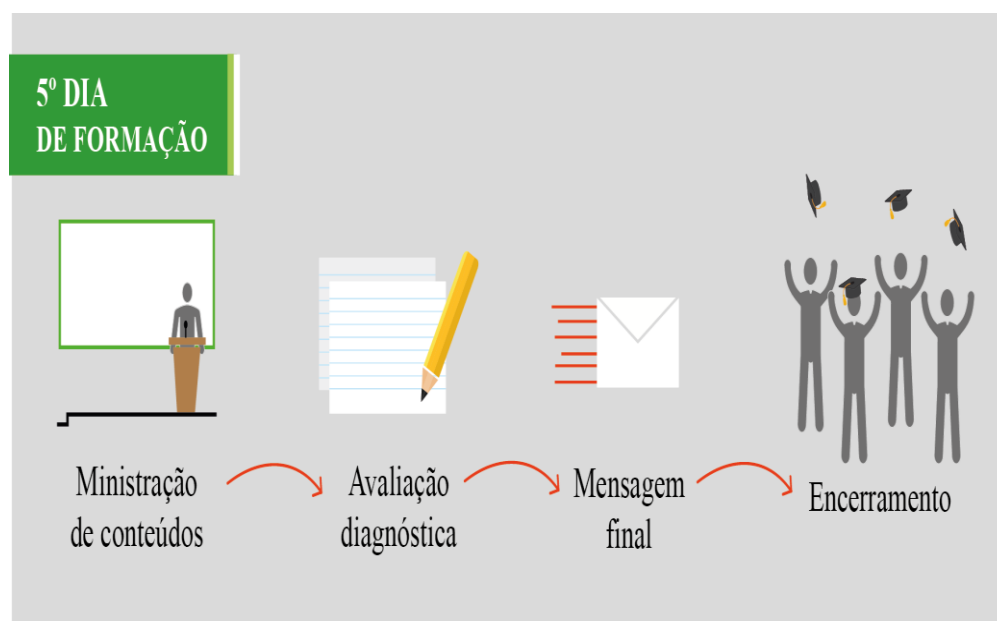 5º DIA
DE FORMAÇÃO
Ministração
de conteúdos
Avaliação
diagnóstica
Mensagem
final
Encerramento